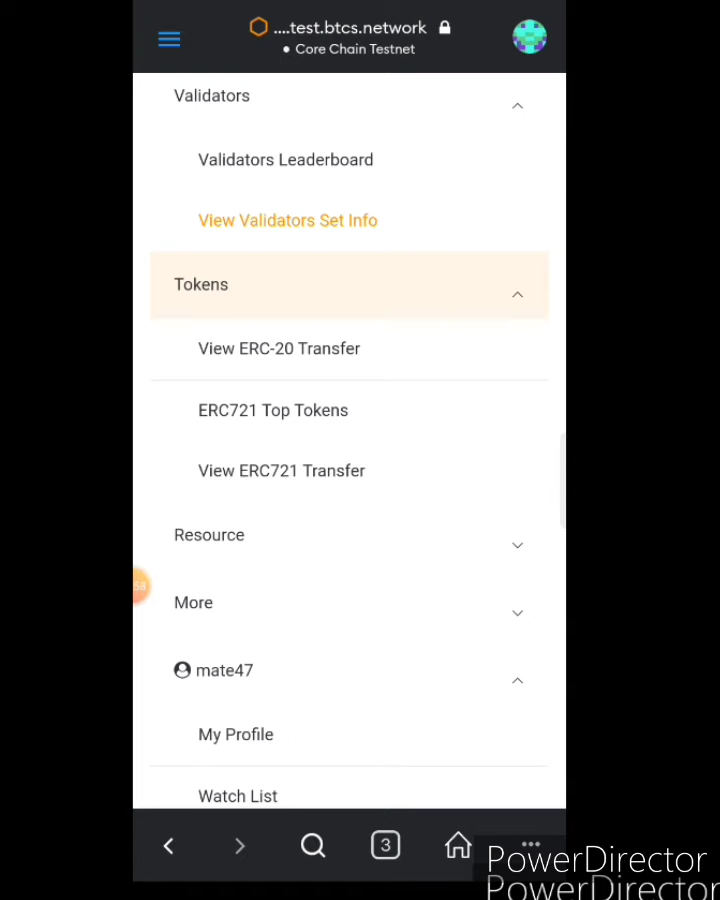 ....test.btcs.network
• Core Chain Testnet
Validators
Validators Leaderboard
View Validators Set Info
Tokens
View ERC-20 Transfer
ERC721 Top Tokens
View ERC721 Transfer
Resource
More
mate47
My Profile
Watch List
3
PowerDirector
PowerDirector